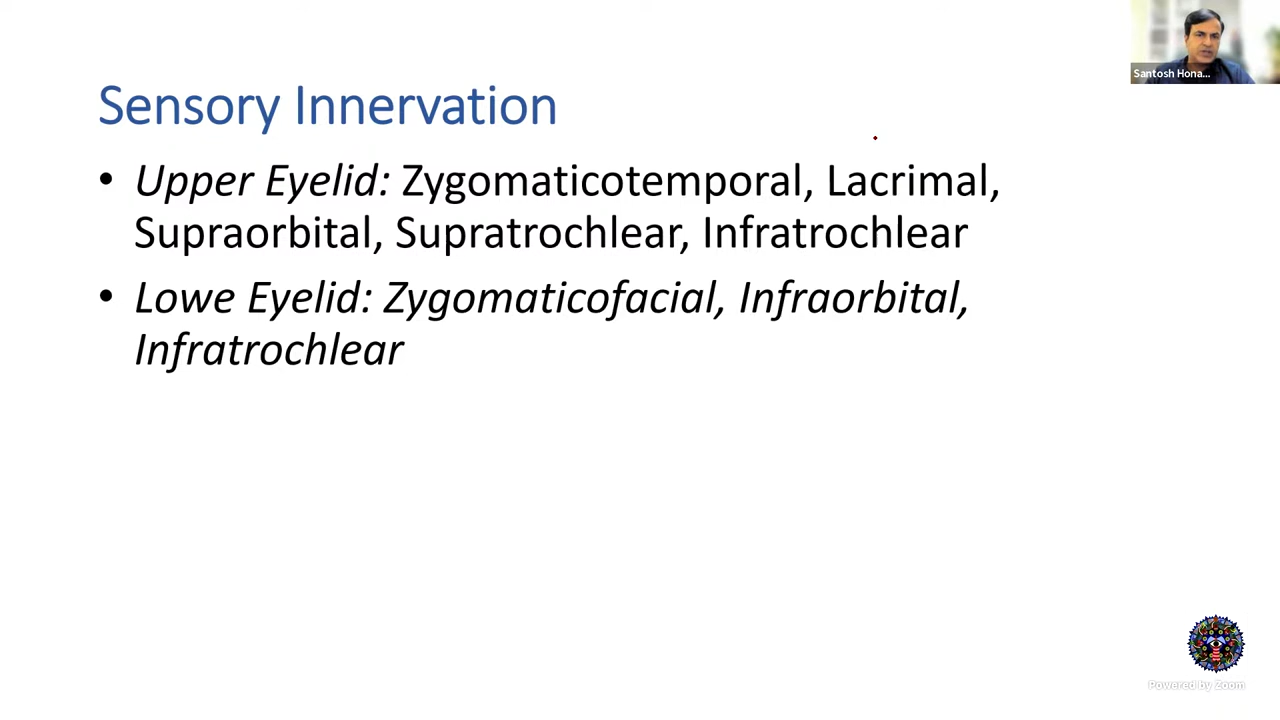 Santosh Hona...
Sensory Innervation
• Upper Eyelid: Zygomaticotemporal, Lacrimal,
Supraorbital, Supratrochlear, Infratrochlear
• Lowe Eyelid: Zygomaticofacial, Infraorbital,
Infratrochlear
Powered by Zoom